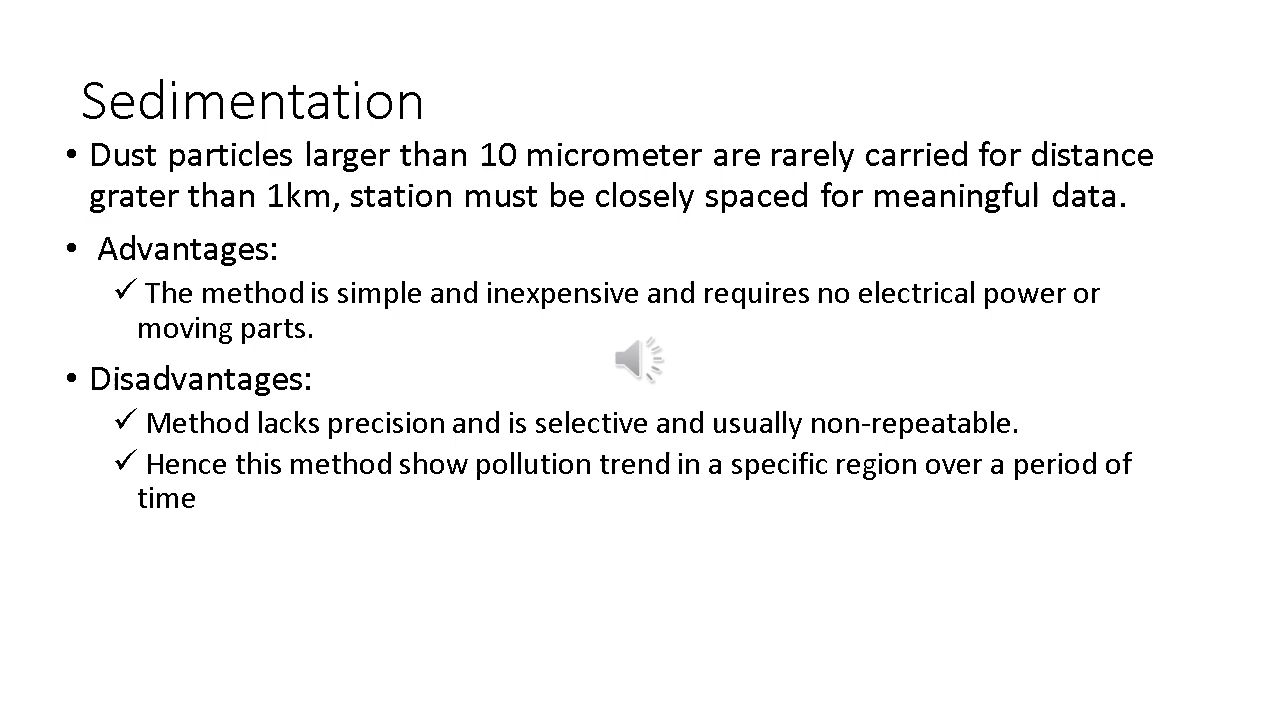 Sedimentation
• Dust particles larger than 10 micrometer are rarely carried for distance
grater than 1km, station must be closely spaced for meaningful data.
• Advantages:
✓ The method is simple and inexpensive and requires no electrical power or
moving parts.
• Disadvantages:
✓ Method lacks precision and is selective and usually non-repeatable.
✓ Hence this method show pollution trend in a specific region over a period of
time